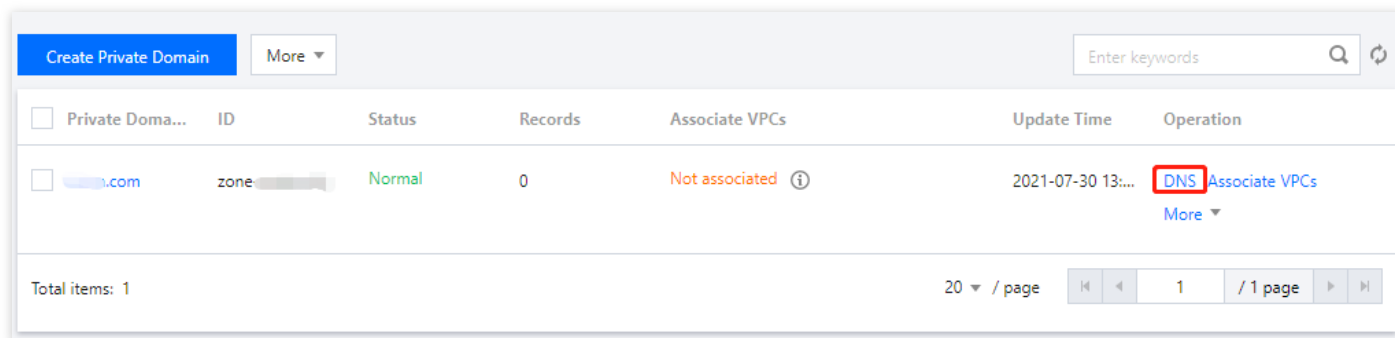 Create Private Domain More Enter keywords
Private Doma... ID Status Records Associate VPCs Update Time Operation
.com zone- Normal 0 Not associated 2021-07-30 13:... DNS Associate VPCs
More
Total items: 1 20 / page 1 / 1 page